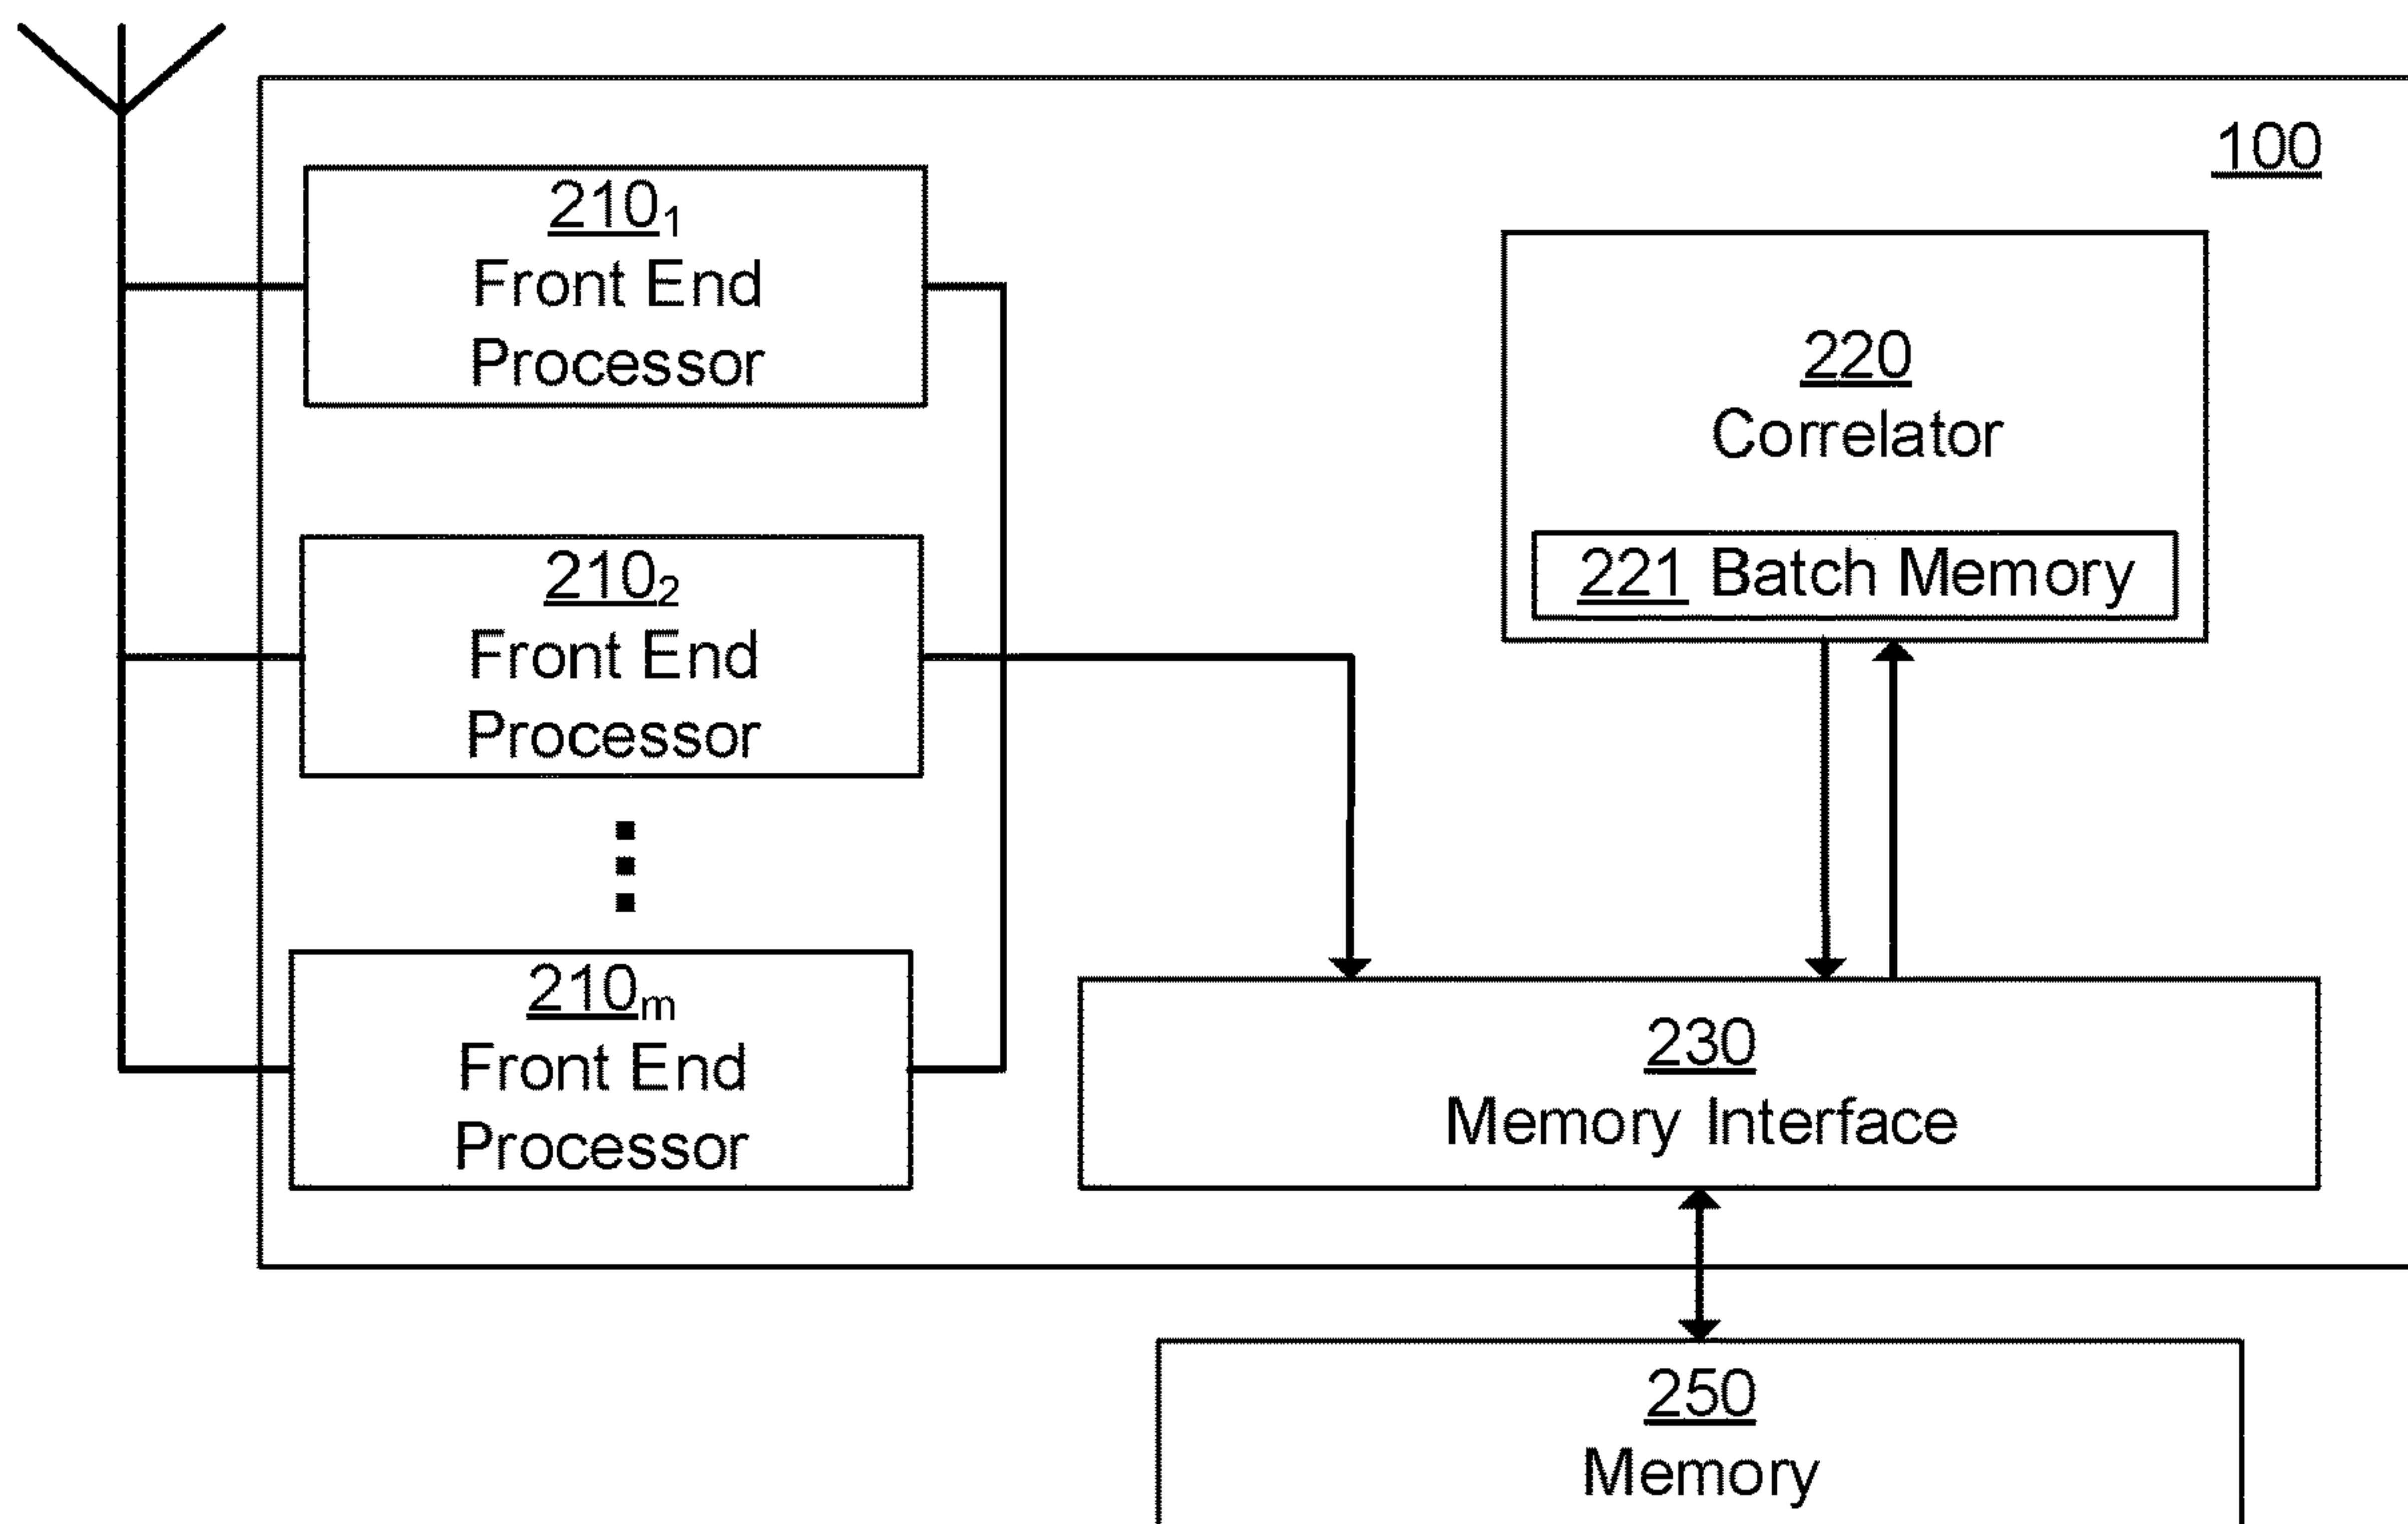 100
210₁
Front End
Processor
220
Correlator
221 Batch Memory
210₂
Front End
Processor
210ₘ
Front End
Processor
230
Memory Interface
250
Memory